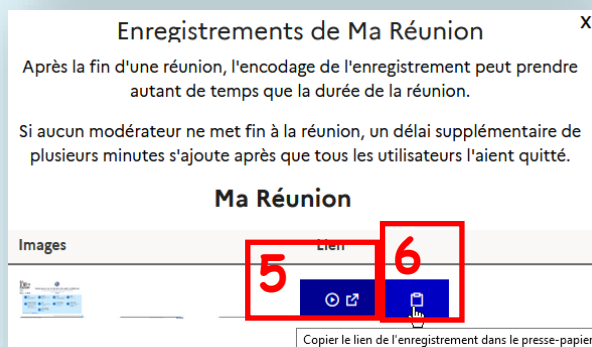 Enregistrements de Ma Réunion
X
Après la fin d'une réunion, l'encodage de l'enregistrement peut prendre
autant de temps que la durée de la réunion.
Si aucun modérateur ne met fin à la réunion, un délai supplémentaire de
plusieurs minutes s'ajoute après que tous les utilisateurs l'aient quitté.
Ma Réunion
Images
Lien
5
6
Copier le lien de l'enregistrement dans le presse-papier